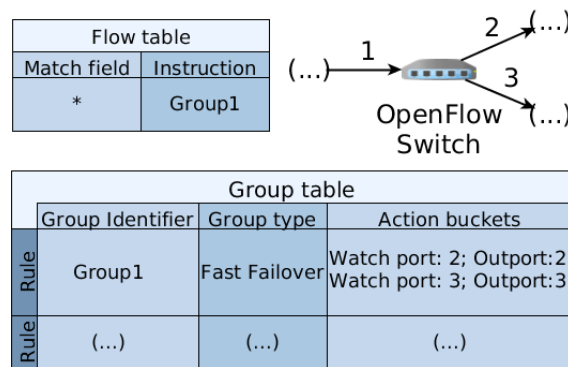 Flow table
Match field Instruction
* Group1
1
2
3
(...)
(...)
(...)
OpenFlow
Switch
Group table
Group Identifier Group type Action buckets
Rule Group1 Fast Failover Watch port: 2; Outport:2
Watch port: 3; Outport:3
Rule (...) (...) (...)